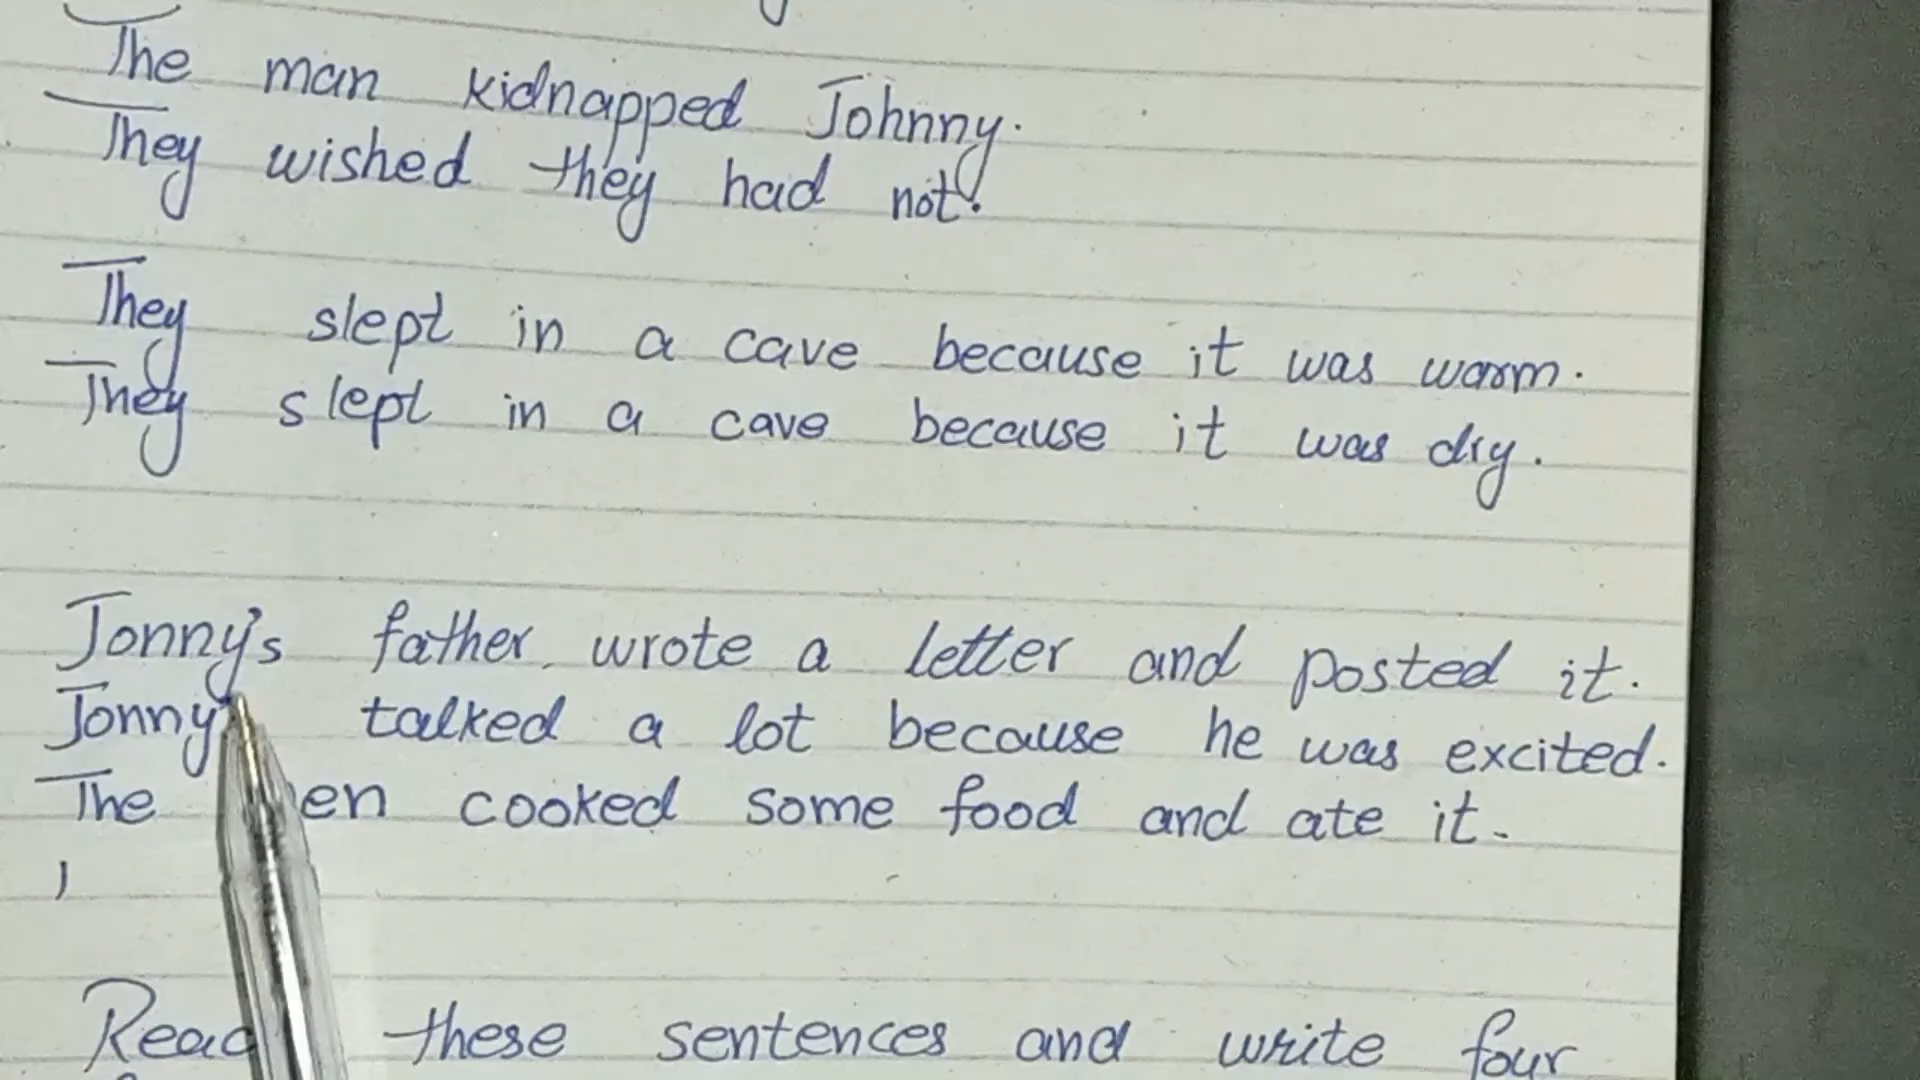 The man kidnapped Johnny.
They wished they had not.
They slept in a cave because it was warm.
They slept in a cave because it was dry.
Jonny's father wrote a letter and posted it.
Jonny talked a lot because he was excited.
The cooked some food and ate it.
these sentences and write four